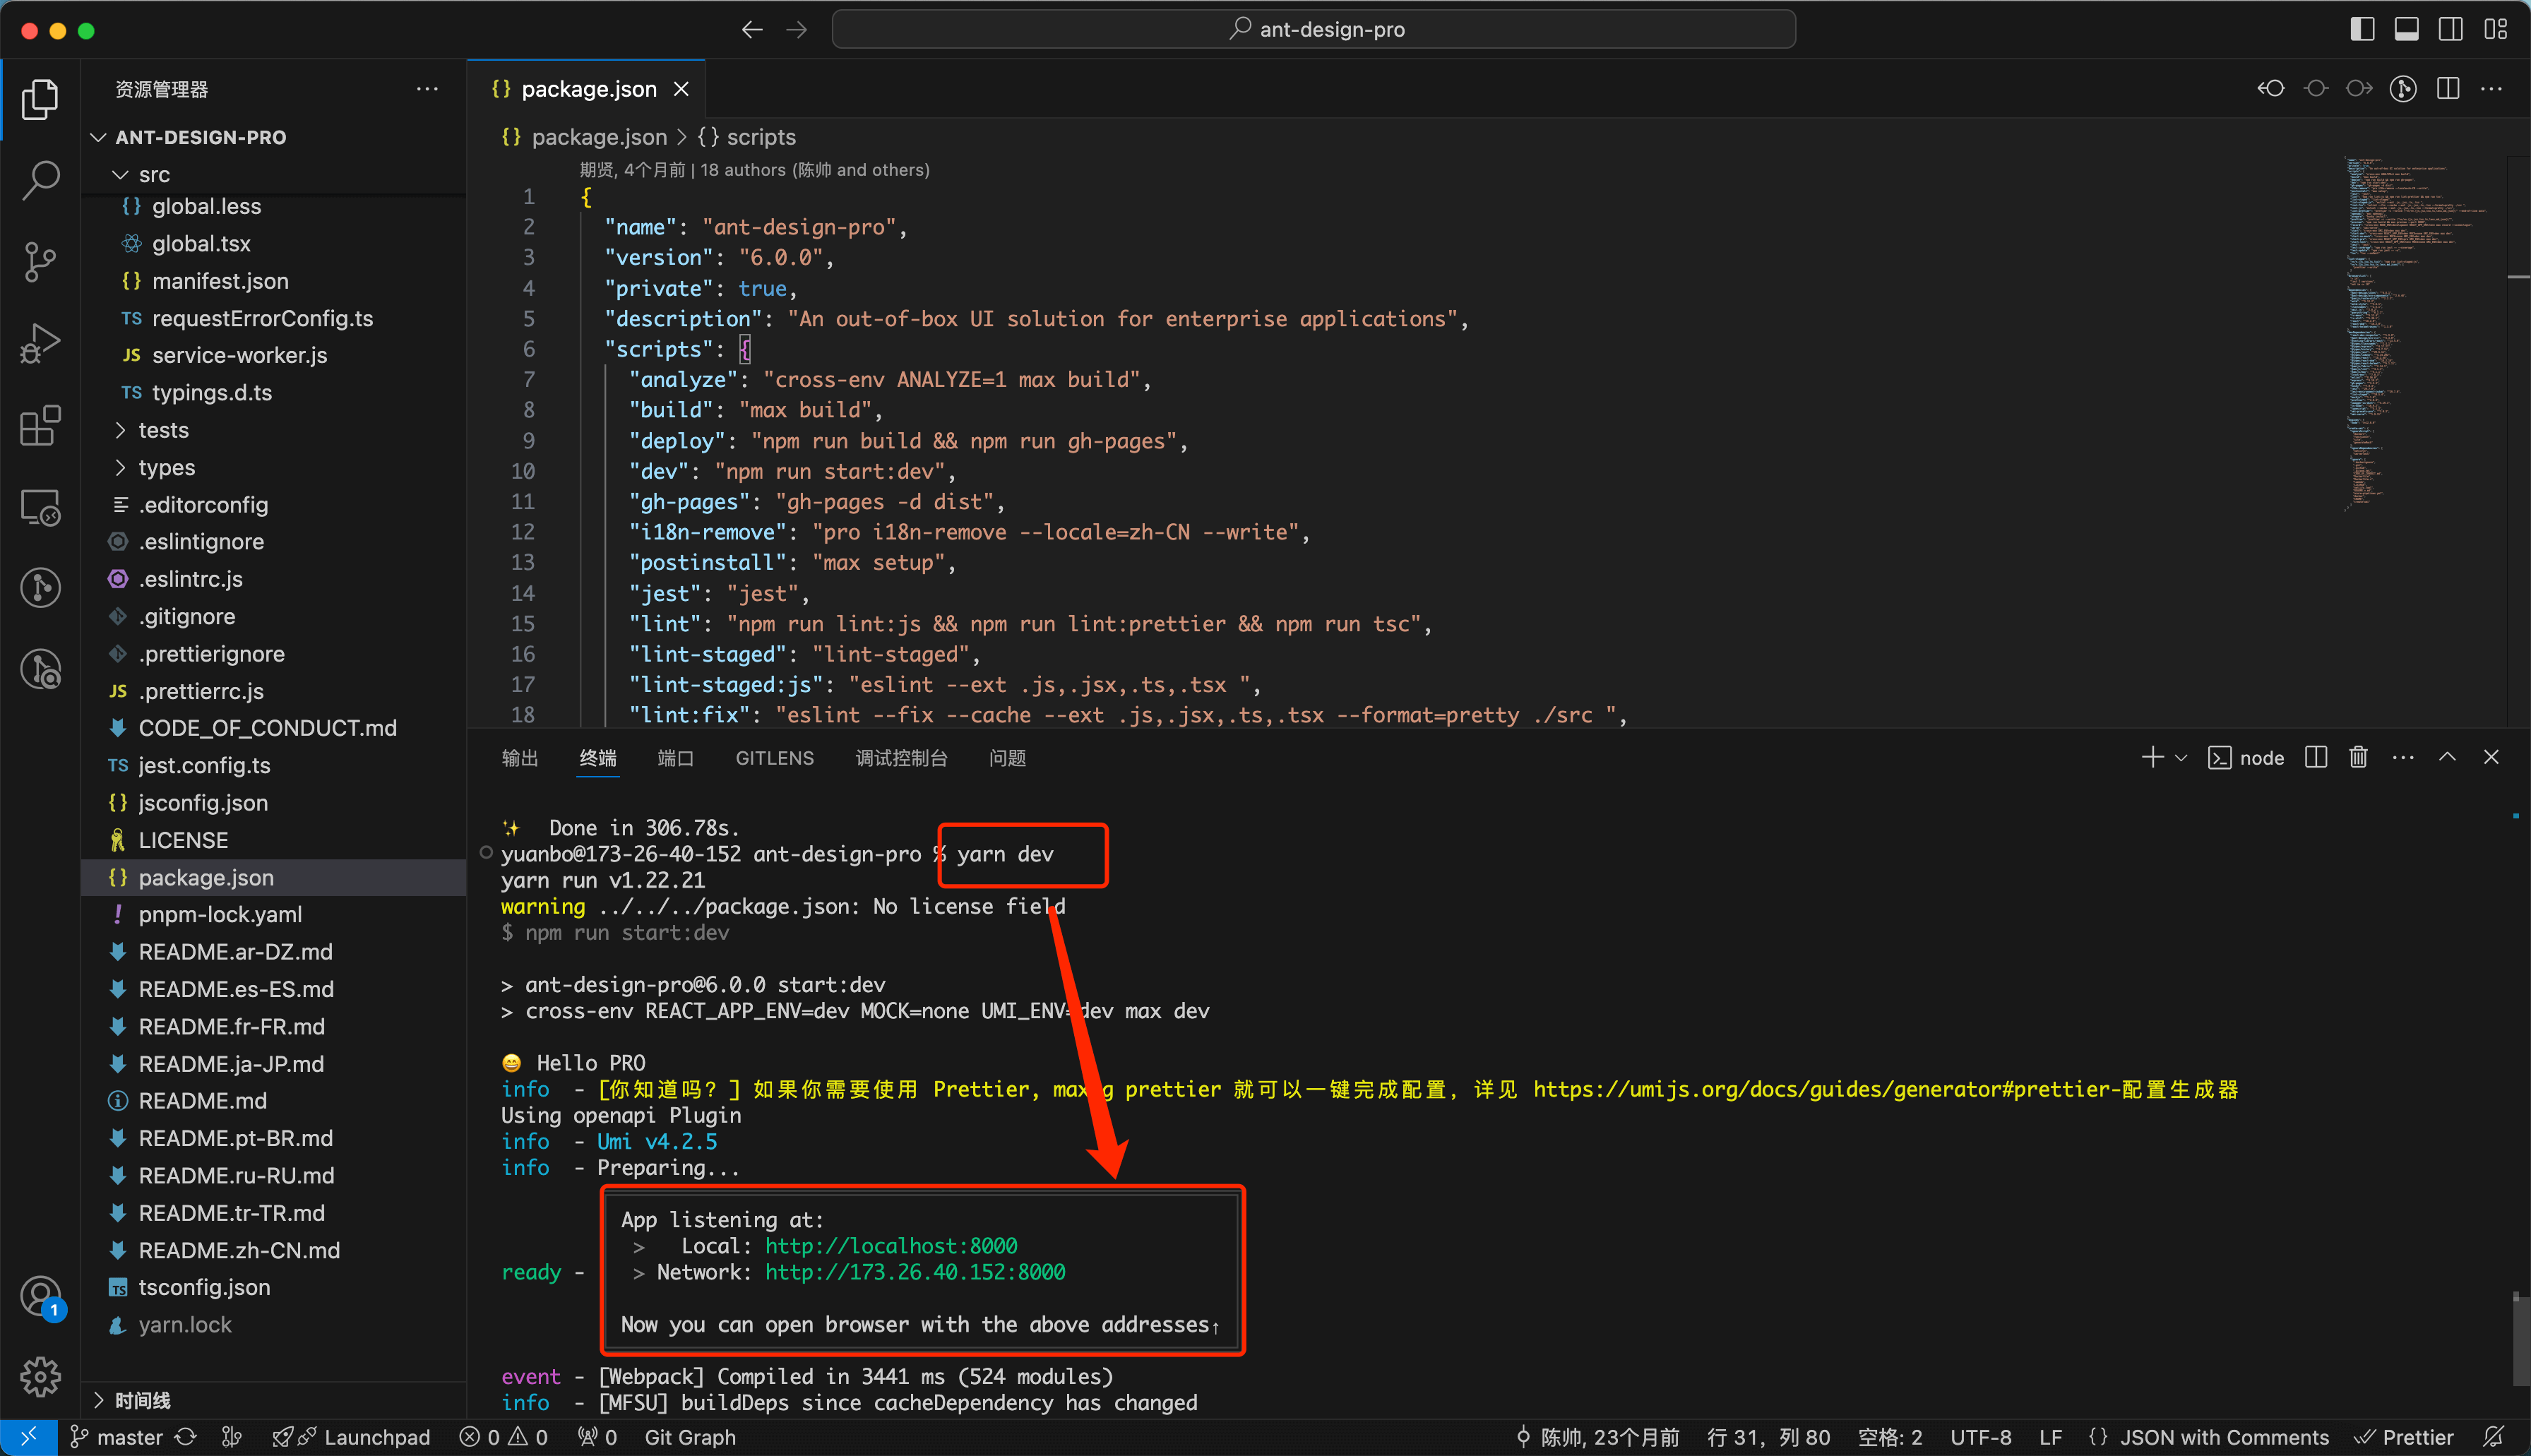 ant-design-pro
资源管理器
ANT-DESIGN-PRO
src
global.less
global.tsx
manifest.json
TS requestErrorConfig.ts
JS service-worker.js
TS typings.d.ts
tests
types
.editorconfig
.eslintignore
.eslintrc.js
.gitignore
.prettierignore
JS .prettierrc.js
CODE_OF_CONDUCT.md
TS jest.config.ts
{} jsconfig.json
LICENSE
{} package.json
! pnpm-lock.yaml
README.ar-DZ.md
README.es-ES.md
README.fr-FR.md
README.ja-JP.md
README.md
README.pt-BR.md
README.ru-RU.md
README.tr-TR.md
README.zh-CN.md
TS tsconfig.json
yarn.lock
时间线
1
{} package.json
{} package.json > {} scripts
期贤, 4个月前 | 18 authors (陈帅 and others)
1 {
2 "name": "ant-design-pro",
3 "version": "6.0.0",
4 "private": true,
5 "description": "An out-of-box UI solution for enterprise applications",
6 "scripts": {
7 "analyze": "cross-env ANALYZE=1 max build",
8 "build": "max build",
9 "deploy": "npm run build && npm run gh-pages",
10 "dev": "npm run start:dev",
11 "gh-pages": "gh-pages -d dist",
12 "i18n-remove": "pro i18n-remove --locale=zh-CN --write",
13 "postinstall": "max setup",
14 "jest": "jest",
15 "lint": "npm run lint:js && npm run lint:prettier && npm run tsc",
16 "lint-staged": "lint-staged",
17 "lint-staged:js": "eslint --ext .js,.jsx,.ts,.tsx ",
18 "lint:fix": "eslint --fix --cache --ext .js,.jsx,.ts,.tsx --format=pretty ./src ",
输出 终端 端口 GITLENS 调试控制台 问题
node
✨ Done in 306.78s.
yuanbo@173-26-40-152 ant-design-pro % yarn dev
yarn run v1.22.21
warning ../../../package.json: No license field
$ npm run start:dev
> ant-design-pro@6.0.0 start:dev
> cross-env REACT_APP_ENV=dev MOCK=none UMI_ENV=dev max dev
😄 Hello PRO
info - [你知道吗？] 如果你需要使用 Prettier, max g prettier 就可以一键完成配置，详见 https://umijs.org/docs/guides/generator#prettier-配置生成器
Using openapi Plugin
info - Umi v4.2.5
info - Preparing...
App listening at:
> Local: http://localhost:8000
ready - > Network: http://173.26.40.152:8000
Now you can open browser with the above addresses↑
event - [Webpack] Compiled in 3441 ms (524 modules)
info - [MFSU] buildDeps since cacheDependency has changed
master Launchpad 0 0 0 Git Graph 陈帅, 23个月前 行 31，列 80 空格: 2 UTF-8 LF {} JSON with Comments Prettier